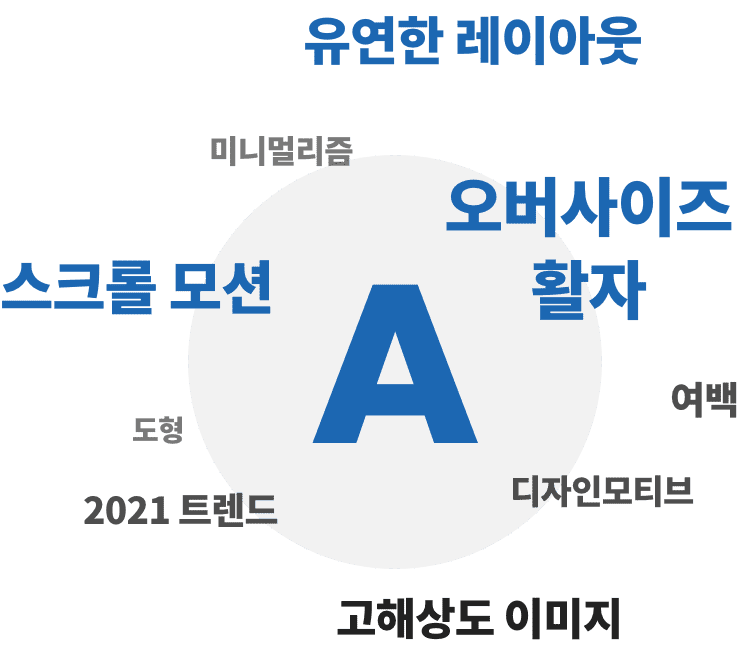 유연한 레이아웃
미니멀리즘
오버사이즈
활자
스크롤 모션
A
여백
도형
디자인모티브
2021 트렌드
고해상도 이미지